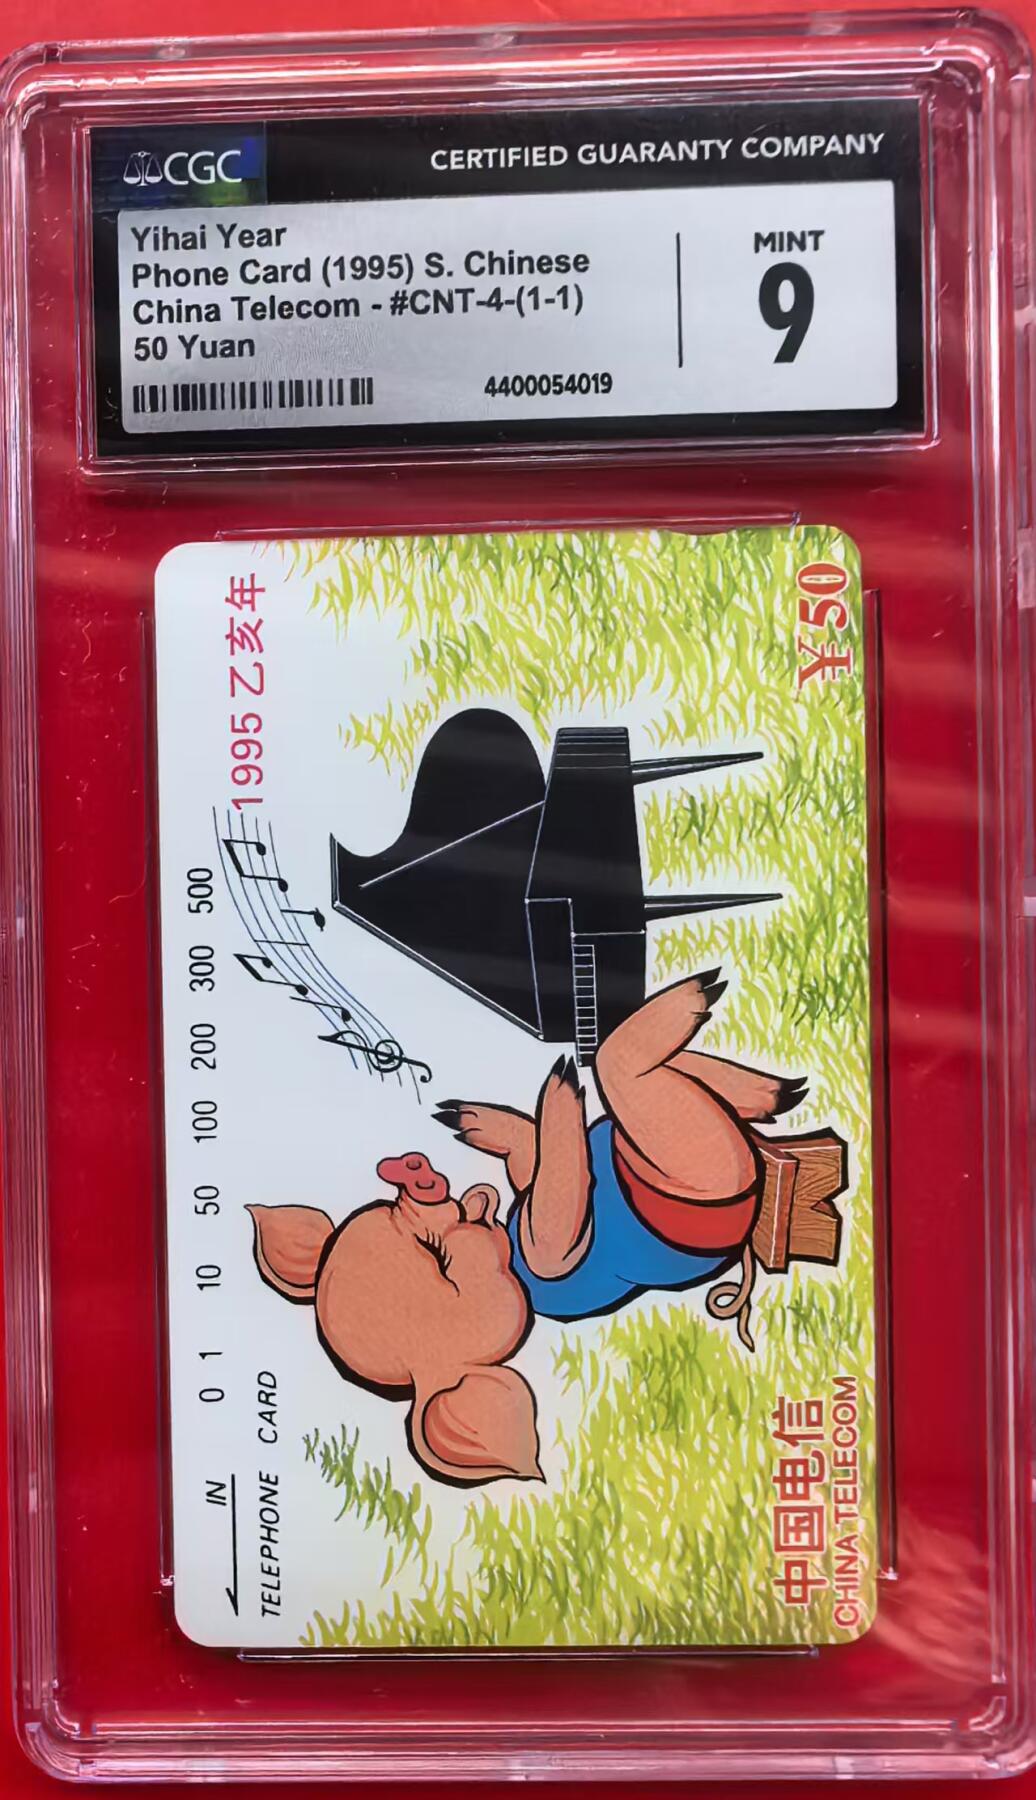 CGC
CERTIFIED GUARANTY COMPANY
Yihai Year
Phone Card (1995) S. Chinese
China Telecom - #CNT-4-(1-1)
50 Yuan
4400054019
MINT
9
IN 0 1 10 50 100 200 300 500
TELEPHONE CARD
1995 乙亥年
中国电信
CHINA TELECOM
¥50